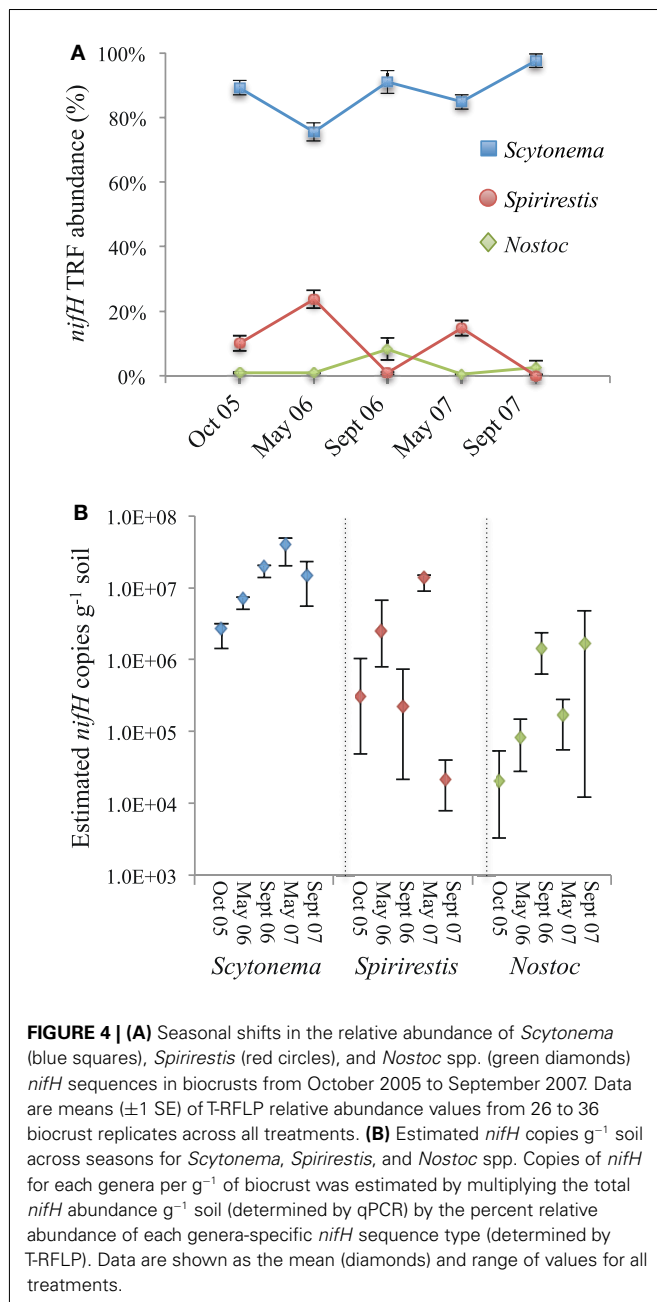 A
100%
80%
60%
40%
20%
0%
nifH TRF abundance (%)
Scytonema
Spirirestis
Nostoc
Oct 05
May 06
Sept 06
May 07
Sept 07
B
1.0E+08
1.0E+07
1.0E+06
1.0E+05
1.0E+04
1.0E+03
Estimated nifH copies g⁻¹ soil
Oct 05
May 06
Sept 06
May 07
Sept 07
Oct 05
May 06
Sept 06
May 07
Sept 07
Oct 05
May 06
Sept 06
May 07
Sept 07
Scytonema
Spirirestis
Nostoc
FIGURE 4 | (A) Seasonal shifts in the relative abundance of Scytonema
(blue squares), Spirirestis (red circles), and Nostoc spp. (green diamonds)
nifH sequences in biocrusts from October 2005 to September 2007. Data
are means (±1 SE) of T-RFLP relative abundance values from 26 to 36
biocrust replicates across all treatments. (B) Estimated nifH copies g⁻¹ soil
across seasons for Scytonema, Spirirestis, and Nostoc spp. Copies of nifH
for each genera per g⁻¹ of biocrust was estimated by multiplying the total
nifH abundance g⁻¹ soil (determined by qPCR) by the percent relative
abundance of each genera-specific nifH sequence type (determined by
T-RFLP). Data are shown as the mean (diamonds) and range of values for all
treatments.